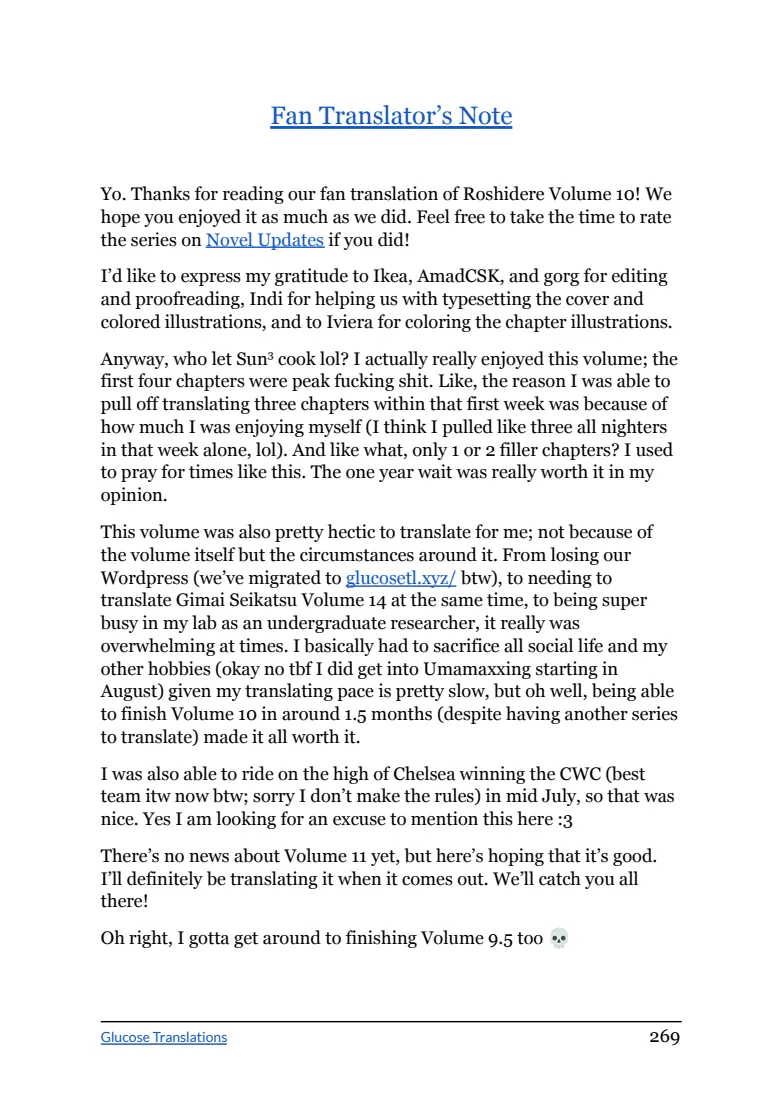 Fan Translator’s Note
Yo. Thanks for reading our fan translation of Roshidere Volume 10! We
hope you enjoyed it as much as we did. Feel free to take the time to rate
the series on Novel Updates if you did!
I’d like to express my gratitude to Ikea, AmadCSK, and gorg for editing
and proofreading, Indi for helping us with typesetting the cover and
colored illustrations, and to Iviera for coloring the chapter illustrations.
Anyway, who let Sun³ cook lol? I actually really enjoyed this volume; the
first four chapters were peak fucking shit. Like, the reason I was able to
pull off translating three chapters within that first week was because of
how much I was enjoying myself (I think I pulled like three all nighters
in that week alone, lol). And like what, only 1 or 2 filler chapters? I used
to pray for times like this. The one year wait was really worth it in my
opinion.
This volume was also pretty hectic to translate for me; not because of
the volume itself but the circumstances around it. From losing our
Wordpress (we’ve migrated to glucosetl.xyz/ btw), to needing to
translate Gimai Seikatsu Volume 14 at the same time, to being super
busy in my lab as an undergraduate researcher, it really was
overwhelming at times. I basically had to sacrifice all social life and my
other hobbies (okay no tbf I did get into Umamaxxing starting in
August) given my translating pace is pretty slow, but oh well, being able
to finish Volume 10 in around 1.5 months (despite having another series
to translate) made it all worth it.
I was also able to ride on the high of Chelsea winning the CWC (best
team itw now btw; sorry I don’t make the rules) in mid July, so that was
nice. Yes I am looking for an excuse to mention this here :3
There’s no news about Volume 11 yet, but here’s hoping that it’s good.
I’ll definitely be translating it when it comes out. We’ll catch you all
there!
Oh right, I gotta get around to finishing Volume 9.5 too 💀
Glucose Translations 269